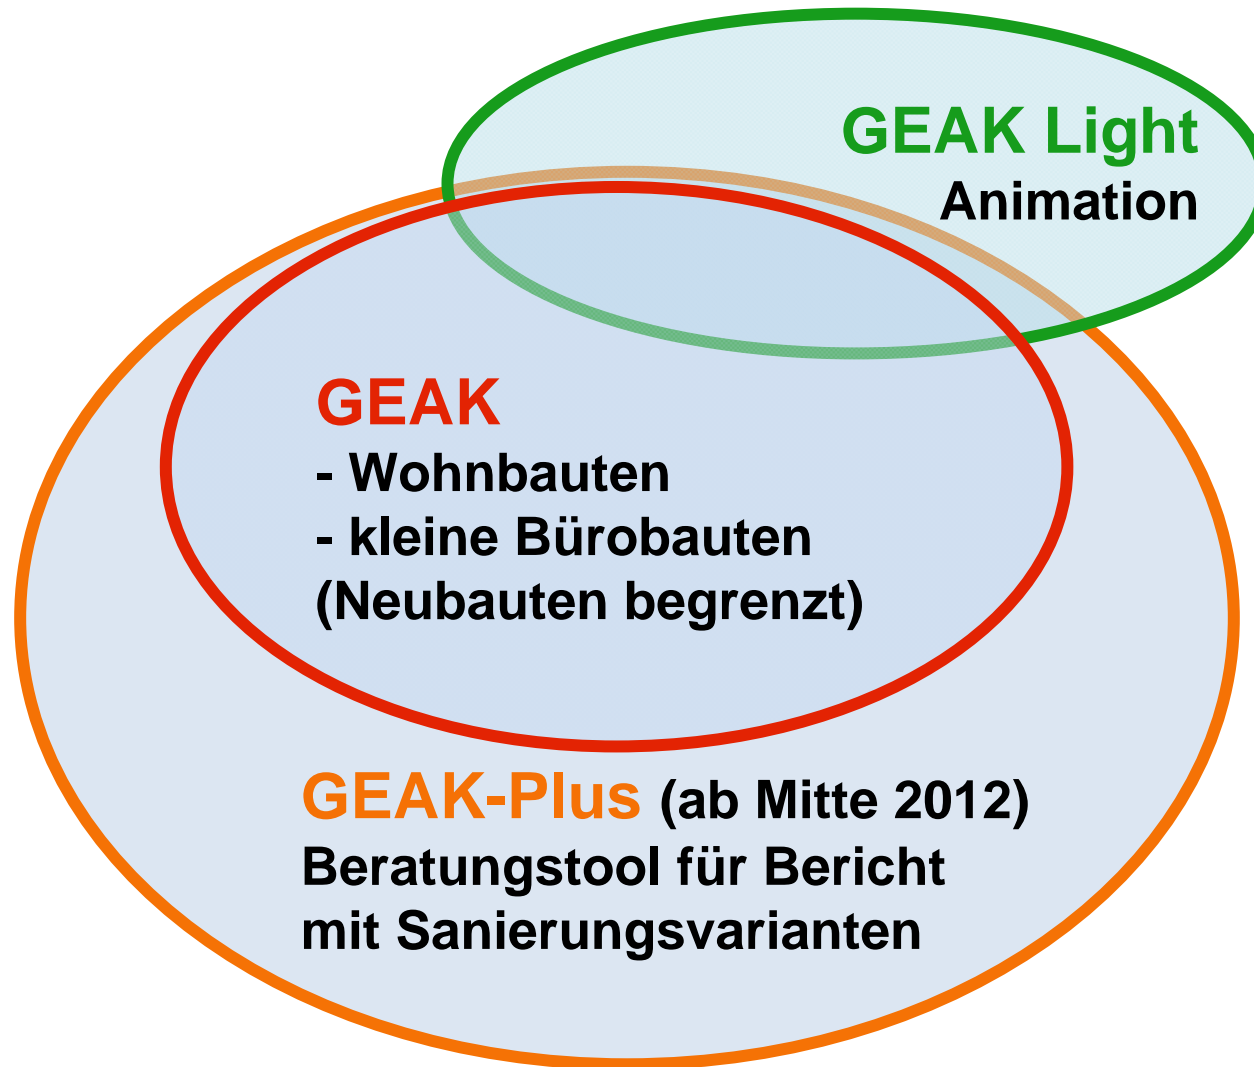 GEAK Light
Animation
GEAK
- Wohnbauten
- kleine Bürobauten
(Neubauten begrenzt)
GEAK-Plus (ab Mitte 2012)
Beratungstool für Bericht
mit Sanierungsvarianten